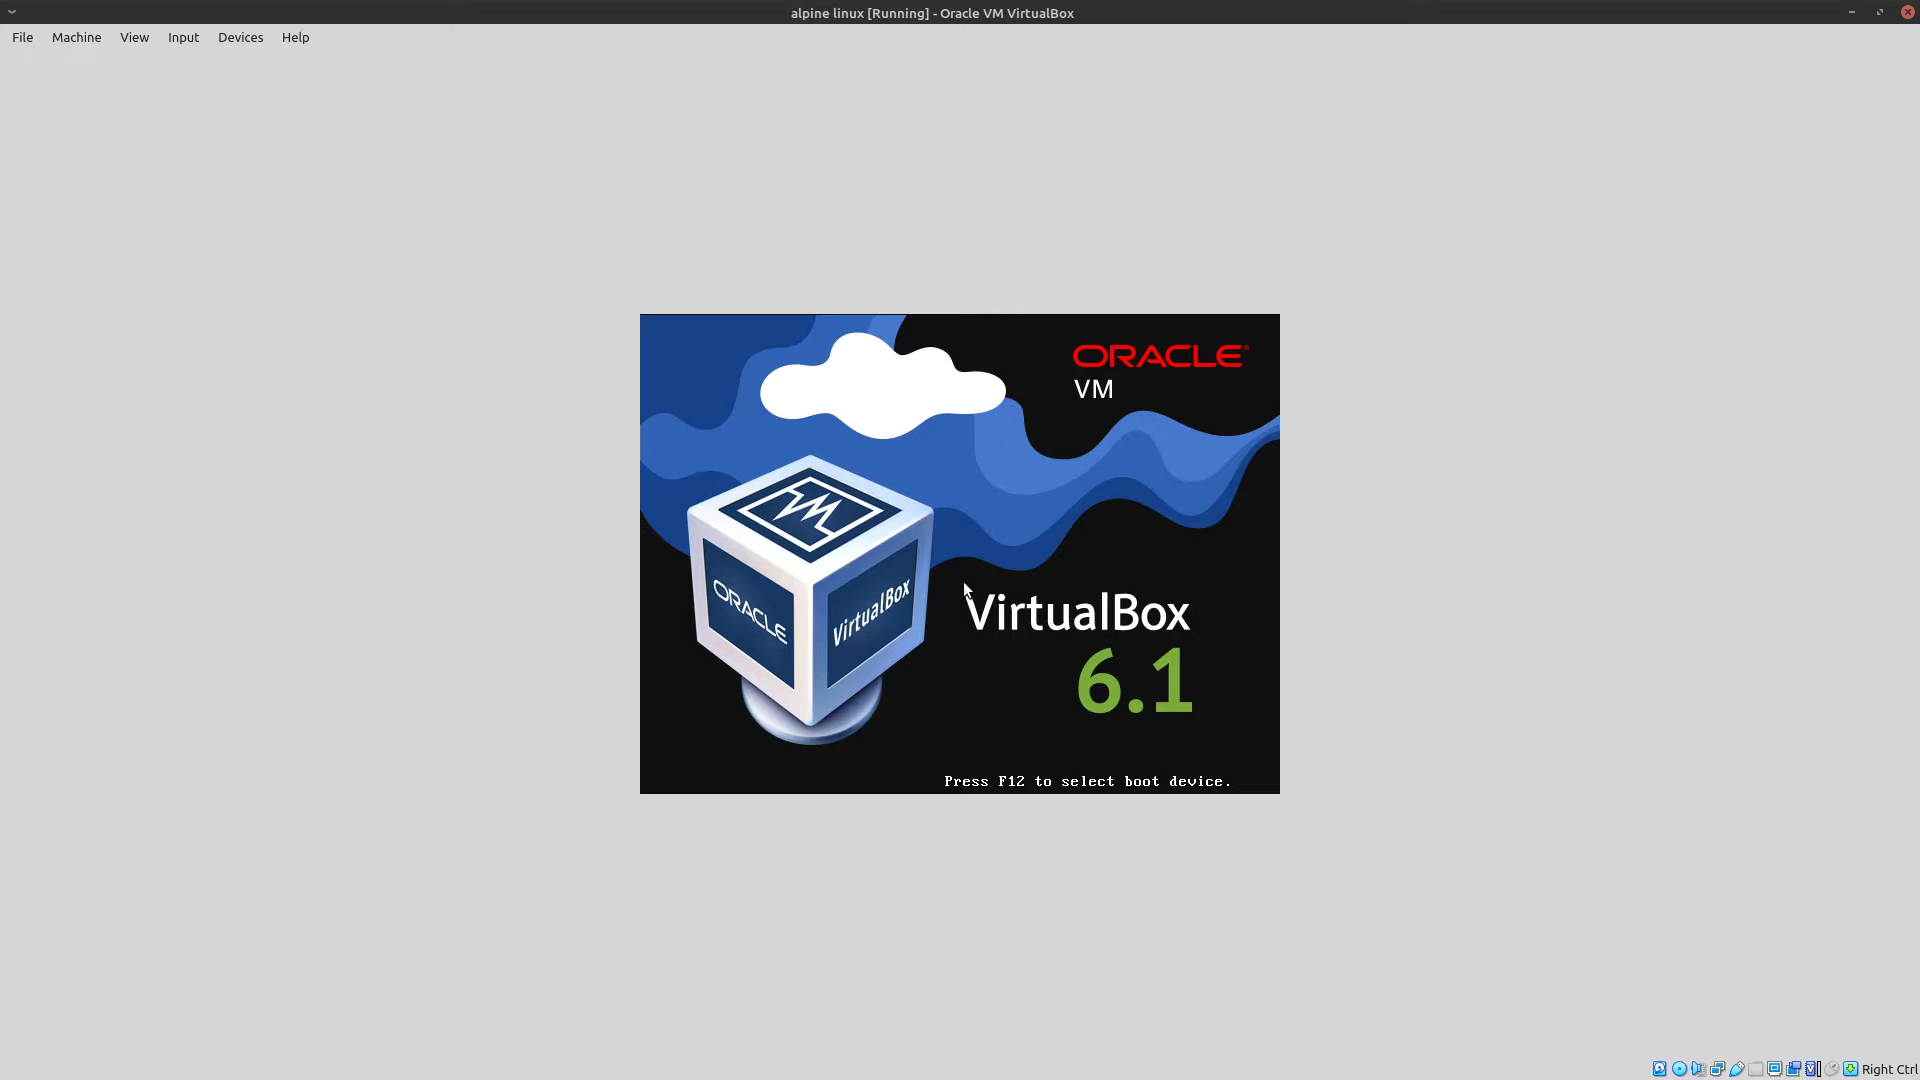 alpine linux [Running] - Oracle VM VirtualBox
File Machine View Input Devices Help
ORACLE®
VM
ORACLE
VirtualBox
VirtualBox
6.1
Press F12 to select boot device.
Right Ctrl